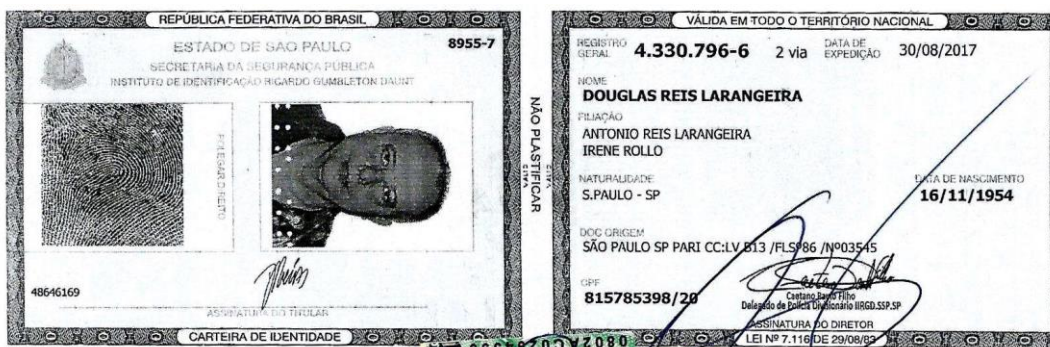 REPÚBLICA FEDERATIVA DO BRASIL
ESTADO DE SÃO PAULO
8955-7
SECRETARIA DA SEGURANÇA PÚBLICA
INSTITUTO DE IDENTIFICAÇÃO RICARDO GUMBLETON DAUNT
POLEGAR DIREITO
48646169
ASSINATURA DO TITULAR
CARTEIRA DE IDENTIDADE
NÃO PLASTIFICAR
VÁLIDA EM TODO O TERRITÓRIO NACIONAL
REGISTRO GERAL 4.330.796-6 2 via DATA DE EXPEDIÇÃO 30/08/2017
NOME
DOUGLAS REIS LARANGEIRA
FILIAÇÃO
ANTONIO REIS LARANGEIRA
IRENE ROLLO
NATURALIDADE
S.PAULO - SP
DATA DE NASCIMENTO
16/11/1954
DOC ORIGEM
SÃO PAULO SP PARI CC:LV.B13 /FLSº86 /Nº03545
CPF
815785398/20
Delegado de Polícia Divisionário IIRGD.SSP.SP
ASSINATURA DO DIRETOR
LEI Nº 7.116 DE 29/08/83